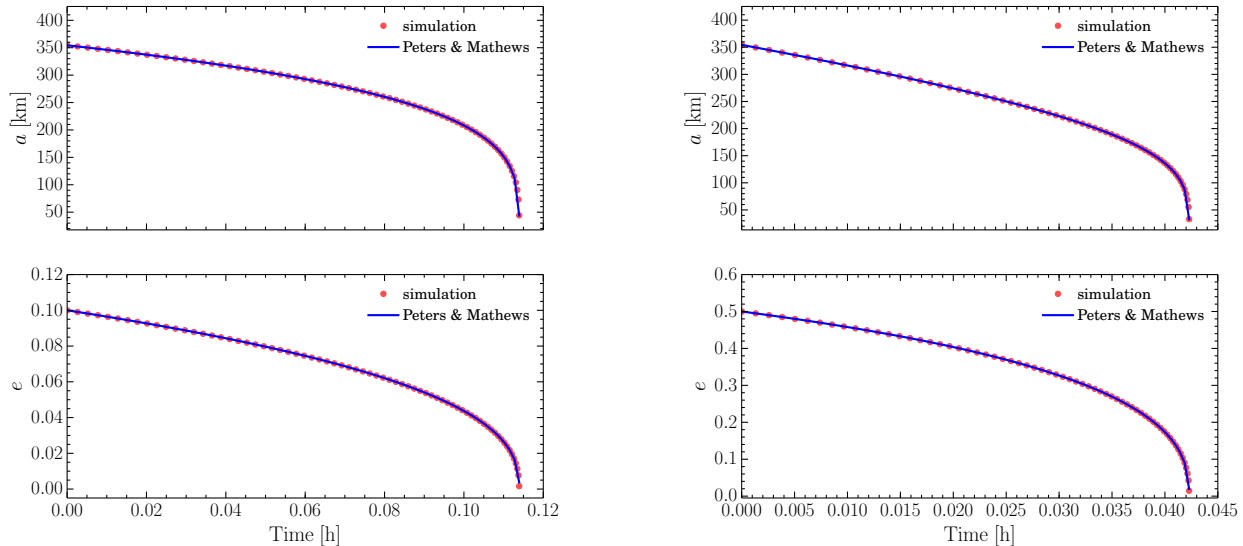 400
350
300
250
200
150
100
50
a [km]
simulation
Peters & Mathews
400
350
300
250
200
150
100
50
a [km]
simulation
Peters & Mathews
0.12
0.10
0.08
0.06
0.04
0.02
0.00
e
simulation
Peters & Mathews
0.00 0.02 0.04 0.06 0.08 0.10 0.12
Time [h]
0.6
0.5
0.4
0.3
0.2
0.1
0.0
e
simulation
Peters & Mathews
0.000 0.005 0.010 0.015 0.020 0.025 0.030 0.035 0.040 0.045
Time [h]